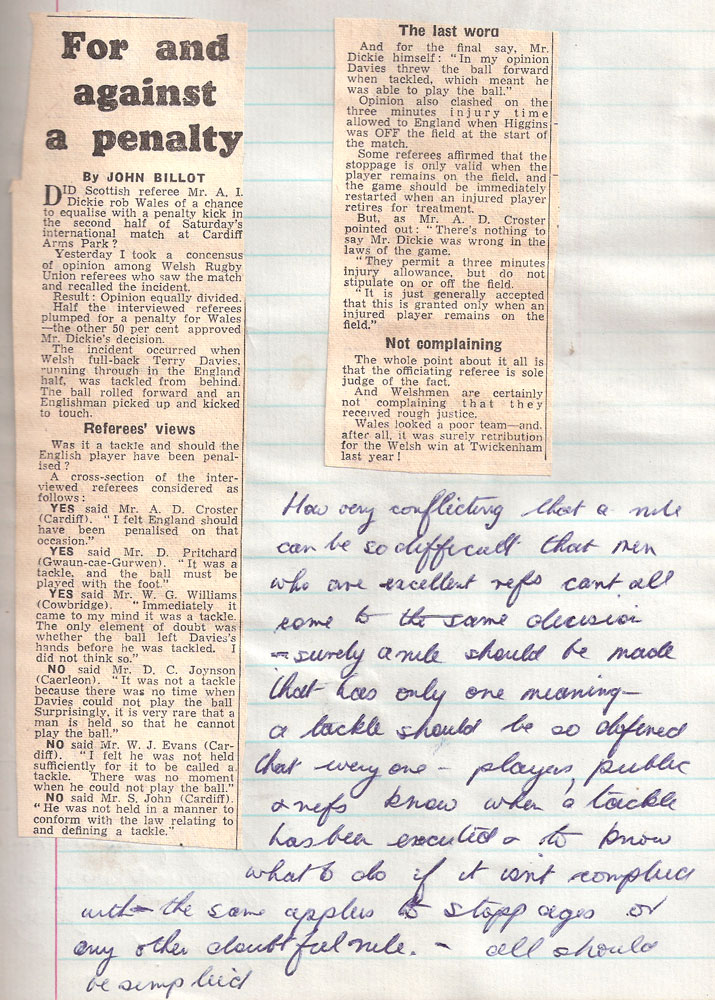 For and
against
a penalty
By JOHN BILLOT
DID Scottish referee Mr. A. I.
Dickie rob Wales of a chance
to equalise with a penalty kick in
the second half of Saturday's
international match at Cardiff
Arms Park?
Yesterday I took a concensus
of opinion among Welsh Rugby
Union referees who saw the match
and recalled the incident.
Result: Opinion equally divided.
Half the interviewed referees
plumped for a penalty for Wales
—the other 50 per cent approved
Mr. Dickie's decision.
The incident occurred when
Welsh full-back Terry Davies,
running through in the England
half, was tackled from behind.
The ball rolled forward and an
Englishman picked up and kicked
to touch.
Referees' views
Was it a tackle and should the
English player have been penal-
ised?
A cross-section of the inter-
viewed referees considered as
follows:
YES said Mr. A. D. Croster
(Cardiff). "I felt England should
have been penalised on that
occasion."
YES said Mr. D. Pritchard
(Gwaun-cae-Gurwen). "It was a
tackle, and the ball must be
played with the foot."
YES said Mr. W. G. Williams
(Cowbridge). "Immediately it
came to my mind it was a tackle.
The only element of doubt was
whether the ball left Davies's
hands before he was tackled. I
did not think so."
NO said Mr. D. C. Joynson
(Caerleon). "It was not a tackle
because there was no time when
Davies could not play the ball
Surprisingly, it is very rare that a
man is held so that he cannot
play the ball."
NO said Mr. W. J. Evans (Car-
diff). "I felt he was not held
sufficiently for it to be called a
tackle. There was no moment
when he could not play the ball."
NO said Mr. S. John (Cardiff).
"He was not held in a manner to
conform with the law relating to
and defining a tackle."
The last word
And for the final say, Mr.
Dickie himself: "In my opinion
Davies threw the ball forward
when tackled, which meant he
was able to play the ball."
Opinion also clashed on the
three minutes injury time
allowed to England when Higgins
was OFF the field at the start of
the match.
Some referees affirmed that the
stoppage is only valid when the
player remains on the field, and
the game should be immediately
restarted when an injured player
retires for treatment.
But, as Mr. A. D. Croster
pointed out: "There's nothing to
say Mr. Dickie was wrong in the
laws of the game.
"They permit a three minutes
injury allowance, but do not
stipulate on or off the field.
"It is just generally accepted
that this is granted only when an
injured player remains on the
field."
Not complaining
The whole point about it all is
that the officiating referee is sole
judge of the fact.
And Welshmen are certainly
not complaining that they
received rough justice.
Wales looked a poor team—and,
after all, it was surely retribution
for the Welsh win at Twickenham
last year!
How very conflicting that a rule
can be so difficult that men
who are excellent refs cant all
come to the same decision
- surely a rule should be made
that has only one meaning—
a tackle should be so defined
that everyone - players, public
& refs know when a tackle
has been executed & to know
what to do if it isn't complied
with - the same applies to stoppages or
any other doubtful rule. - all should
be simplied